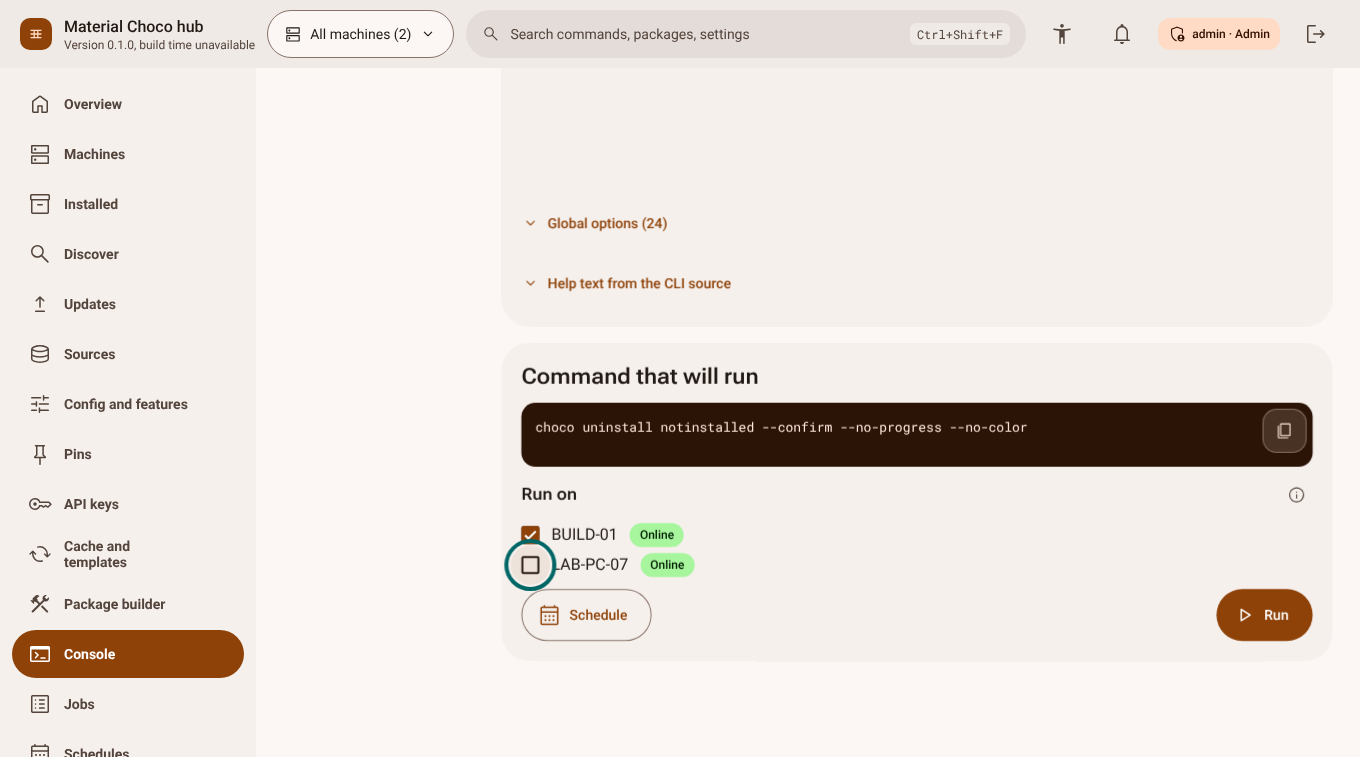 Material Choco hub
Version 0.1.0, build time unavailable
All machines (2)
Search commands, packages, settings
Ctrl+Shift+F
admin · Admin
Overview
Machines
Installed
Discover
Updates
Sources
Config and features
Pins
API keys
Cache and
templates
Package builder
Console
Jobs
Schedules
Global options (24)
Help text from the CLI source
Command that will run
choco uninstall notinstalled --confirm --no-progress --no-color
Run on
BUILD-01 Online
LAB-PC-07 Online
Schedule
Run